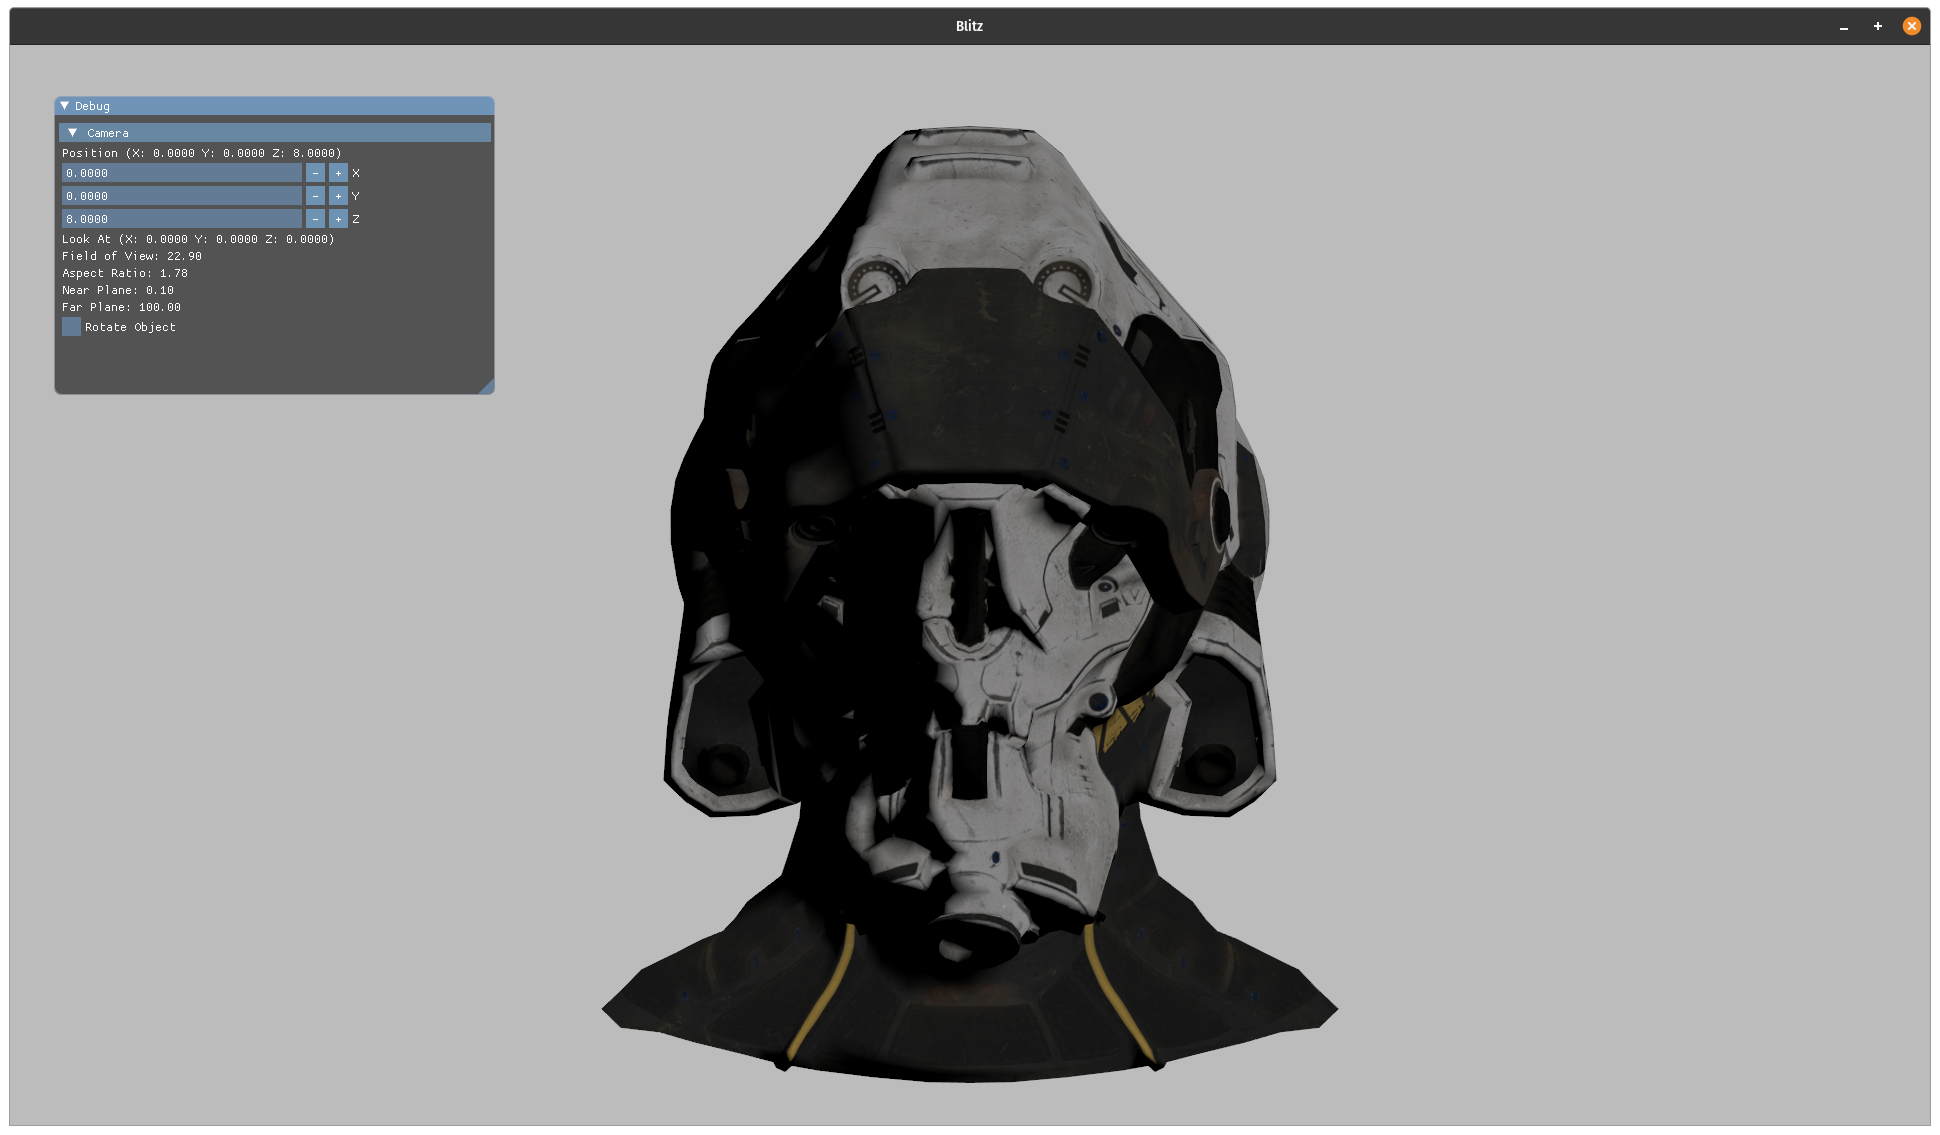 Blitz
Debug
Camera
Position (X: 0.0000 Y: 0.0000 Z: 8.0000)
0.0000 - + X
0.0000 - + Y
8.0000 - + Z
Look At (X: 0.0000 Y: 0.0000 Z: 0.0000)
Field of View: 22.90
Aspect Ratio: 1.78
Near Plane: 0.10
Far Plane: 100.00
Rotate Object